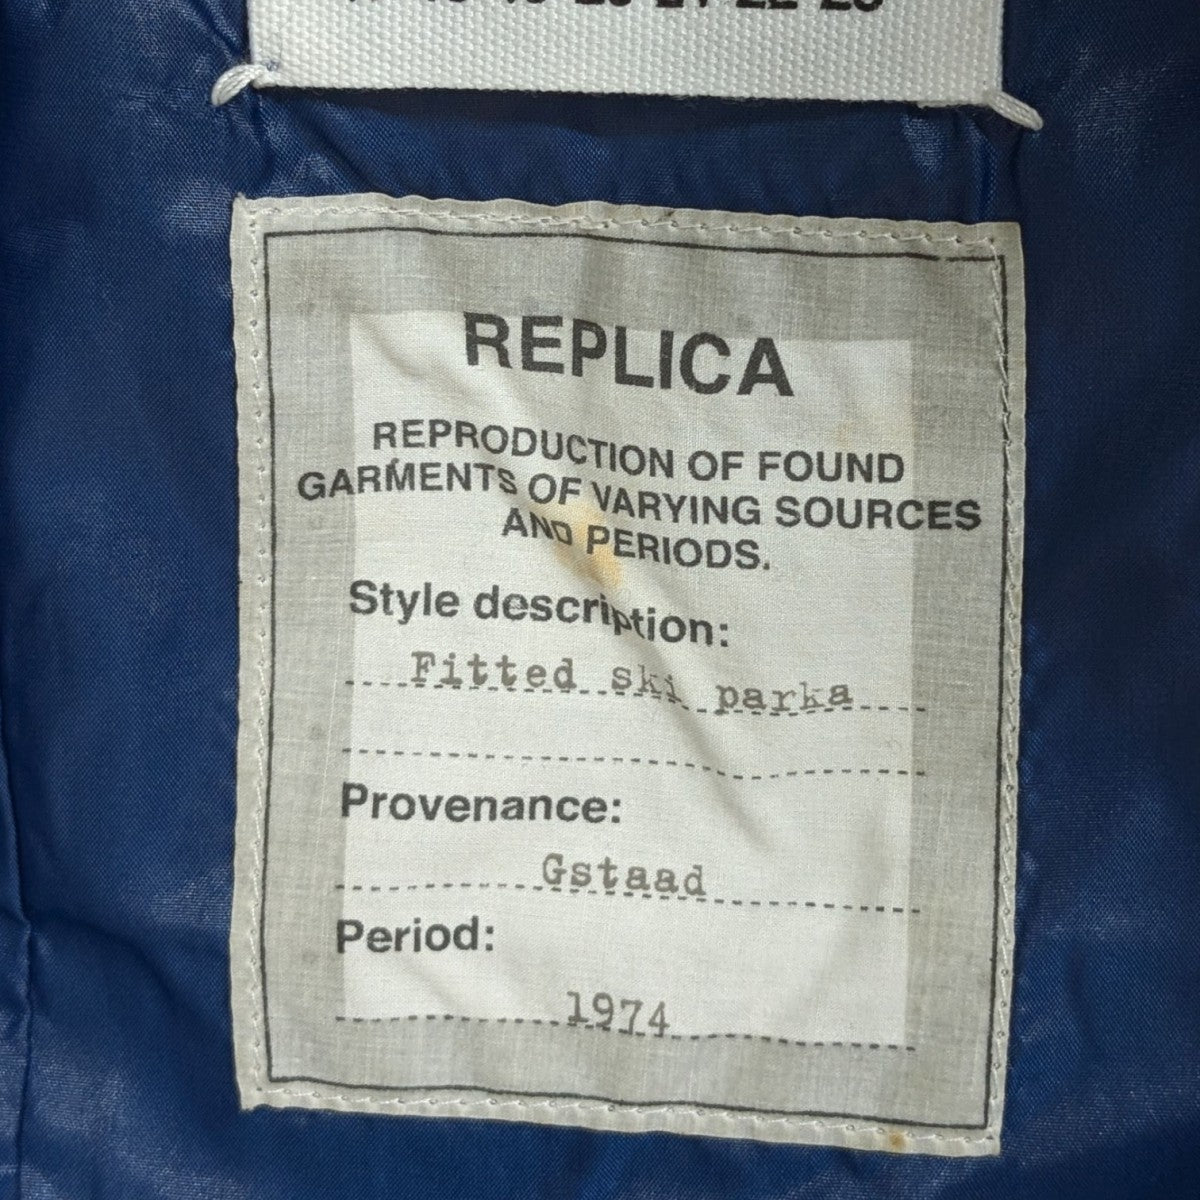 REPLICA
REPRODUCTION OF FOUND
GARMENTS OF VARYING SOURCES
AND PERIODS.
Style description:
Fitted ski parka
Provenance:
Gstaad
Period:
1974